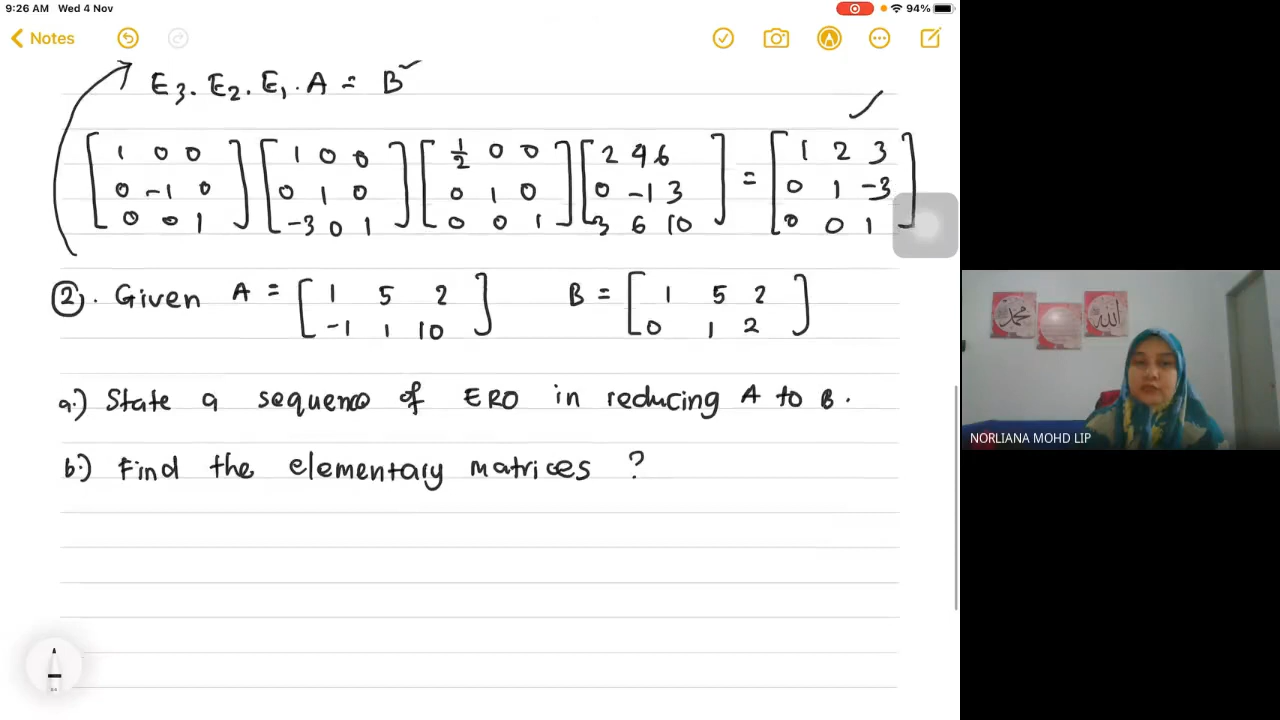 9:26 AM Wed 4 Nov
94%
Notes
E3. E2. E1. A = B
[1 0 0 [1 0 0 [1/2 0 0 [2 4 6 [1 2 3
0 -1 0 0 1 0 0 1 0 0 -1 3 = 0 1 -3
0 0 1] -3 0 1] 0 0 1] 3 6 10] 0 0 1]
②. Given A = [1 5 2 B = [1 5 2
-1 1 10] 0 1 2]
a.) State a sequence of ERO in reducing A to B.
b.) Find the elementary matrices ?
محمد
الله
NORLIANA MOHD LIP